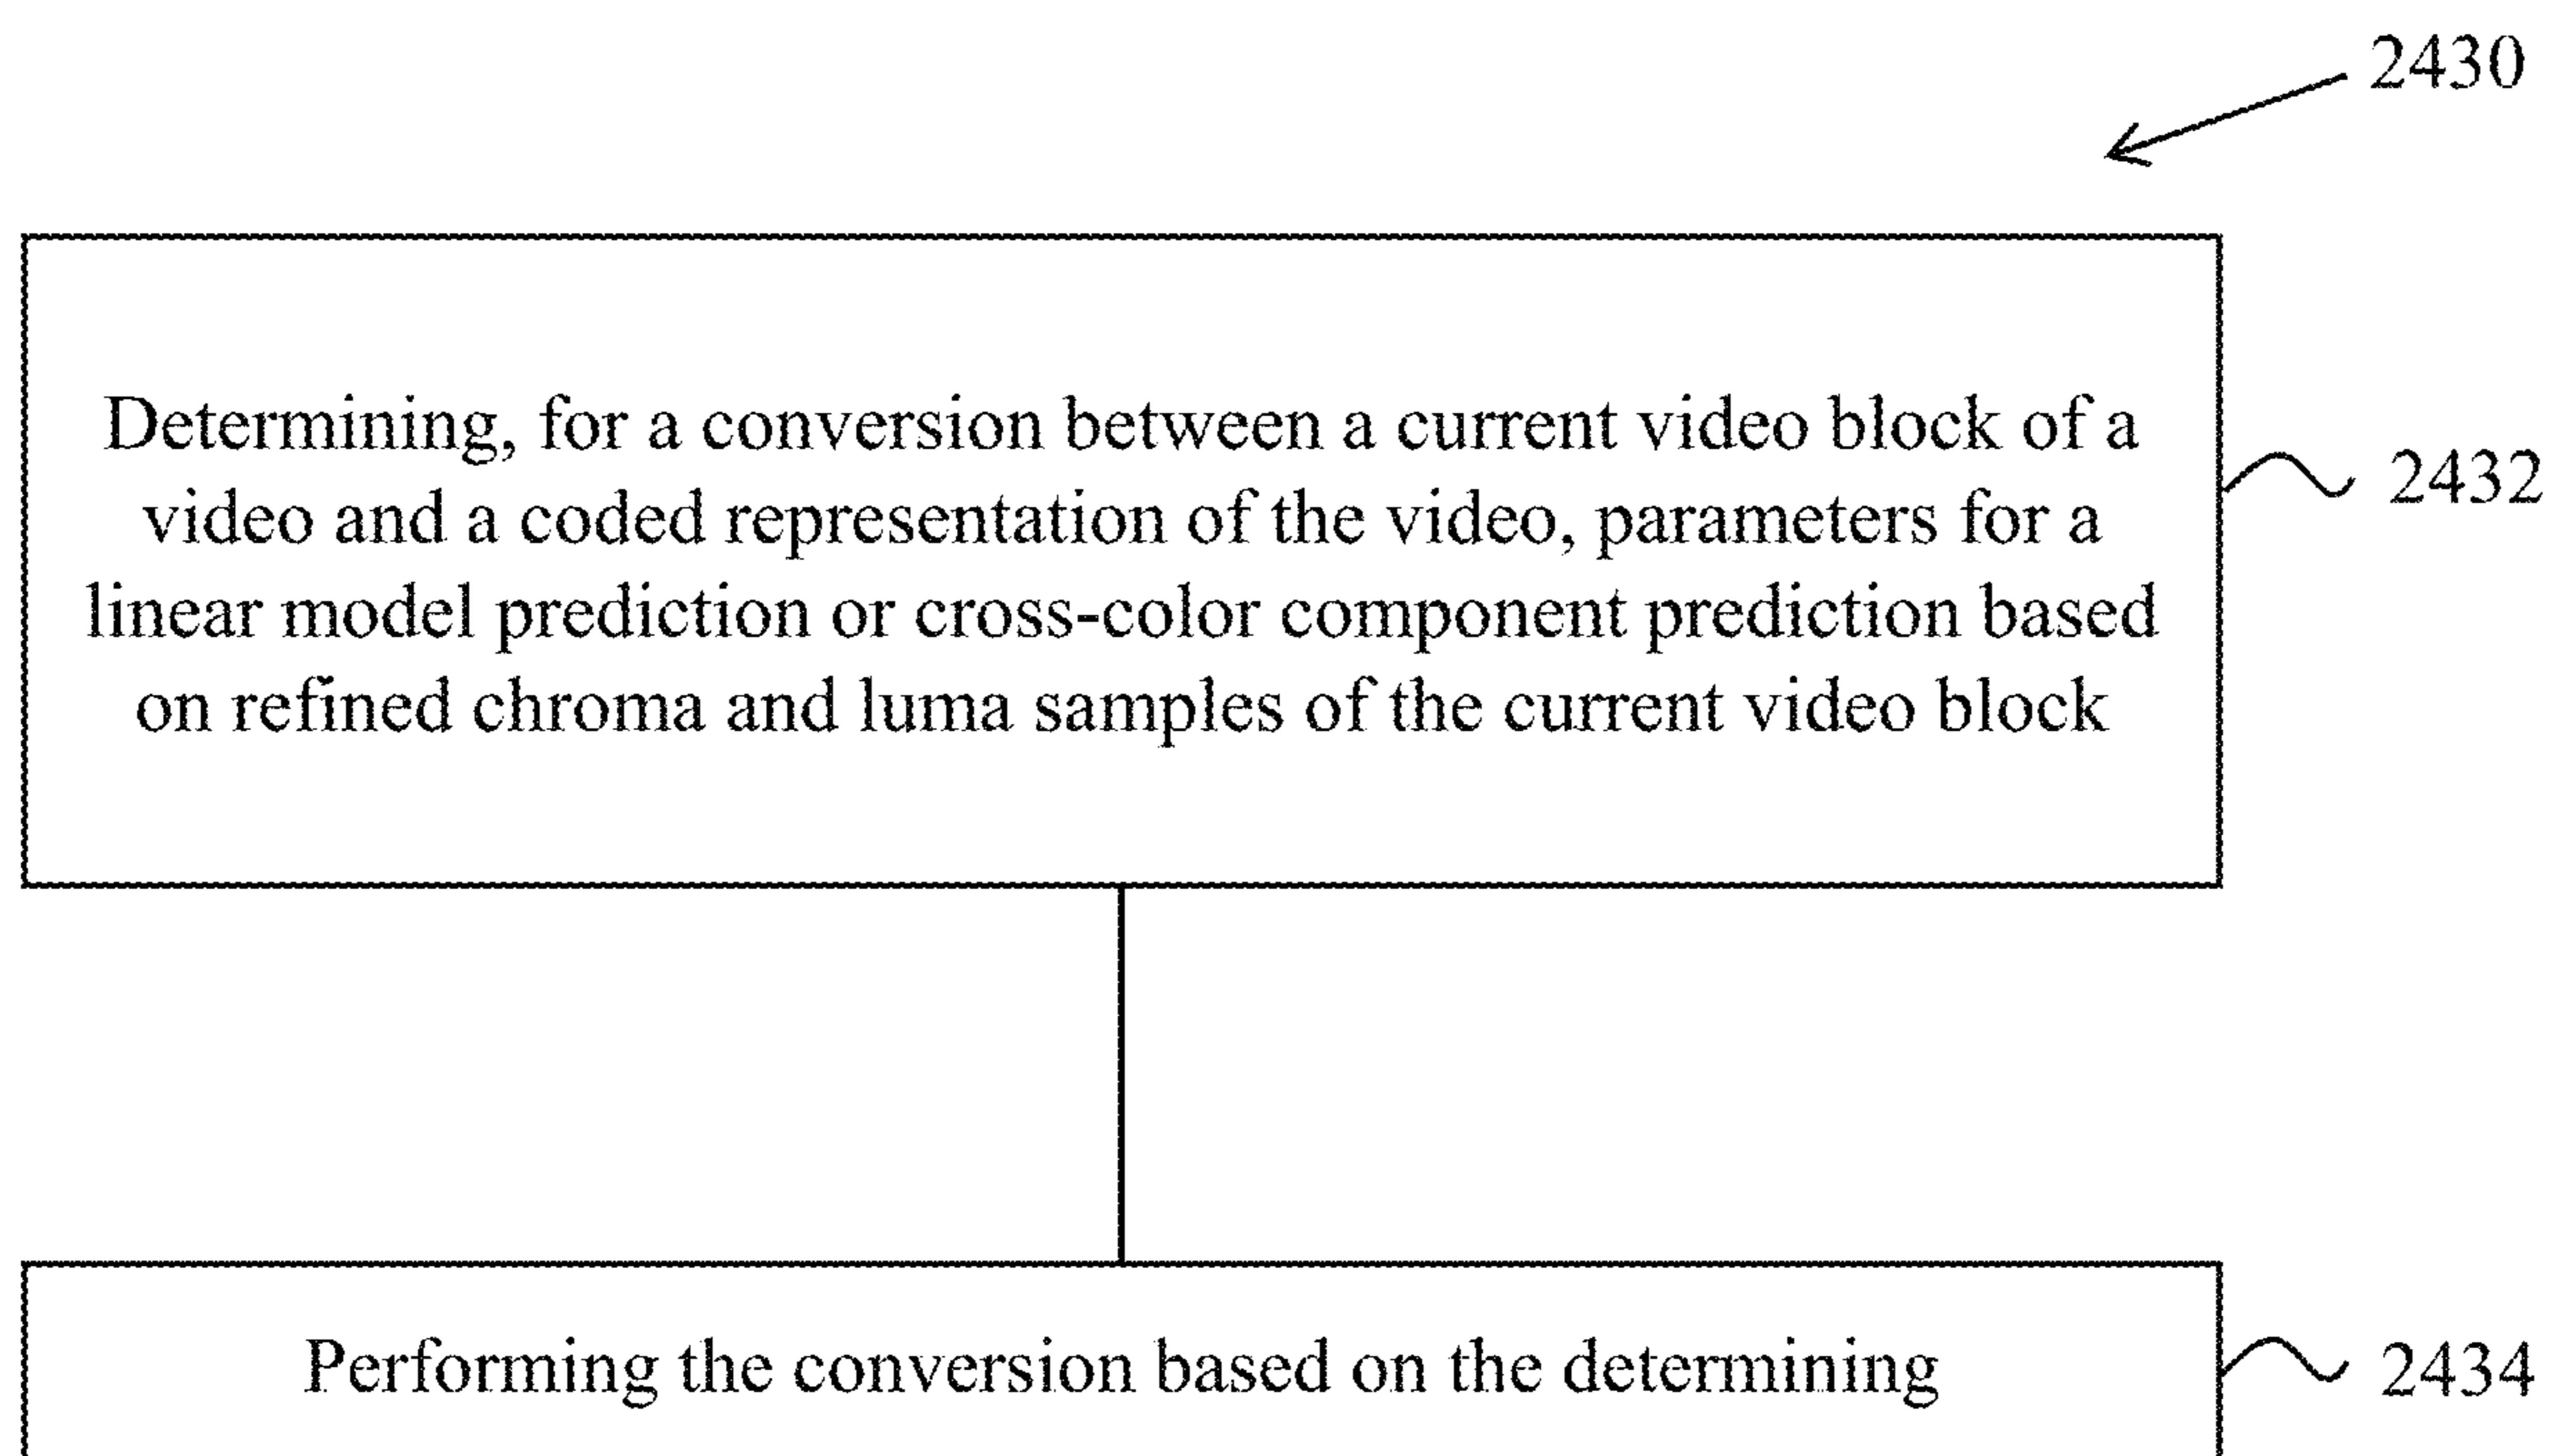 2430
Determining, for a conversion between a current video block of a
video and a coded representation of the video, parameters for a
linear model prediction or cross-color component prediction based
on refined chroma and luma samples of the current video block
2432
Performing the conversion based on the determining
2434